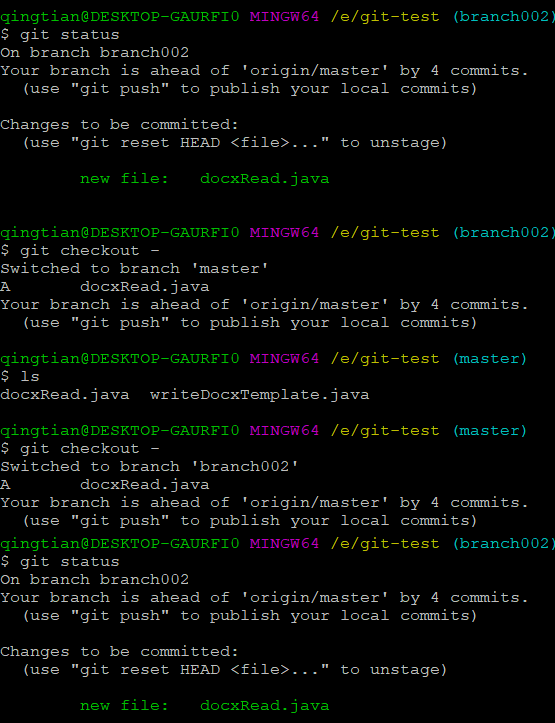 qingtian@DESKTOP-GAURFI0 MINGW64 /e/git-test (branch002)
$ git status
On branch branch002
Your branch is ahead of 'origin/master' by 4 commits.
  (use "git push" to publish your local commits)

Changes to be committed:
  (use "git reset HEAD <file>..." to unstage)

        new file:   docxRead.java


qingtian@DESKTOP-GAURFI0 MINGW64 /e/git-test (branch002)
$ git checkout -
Switched to branch 'master'
A       docxRead.java
Your branch is ahead of 'origin/master' by 4 commits.
  (use "git push" to publish your local commits)

qingtian@DESKTOP-GAURFI0 MINGW64 /e/git-test (master)
$ ls
docxRead.java  writeDocxTemplate.java

qingtian@DESKTOP-GAURFI0 MINGW64 /e/git-test (master)
$ git checkout -
Switched to branch 'branch002'
A       docxRead.java
Your branch is ahead of 'origin/master' by 4 commits.
  (use "git push" to publish your local commits)
qingtian@DESKTOP-GAURFI0 MINGW64 /e/git-test (branch002)
$ git status
On branch branch002
Your branch is ahead of 'origin/master' by 4 commits.
  (use "git push" to publish your local commits)

Changes to be committed:
  (use "git reset HEAD <file>..." to unstage)

        new file:   docxRead.java